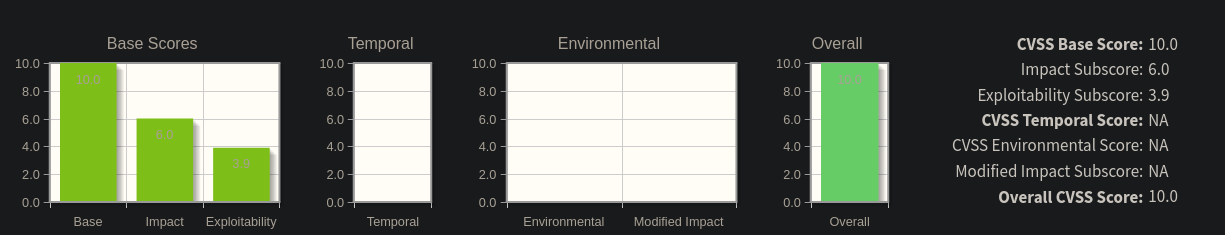 Base Scores
10.0
8.0
6.0
4.0
2.0
0.0
10.0
6.0
3.9
Base Impact Exploitability
Temporal
10.0
8.0
6.0
4.0
2.0
0.0
Temporal
Environmental
10.0
8.0
6.0
4.0
2.0
0.0
Environmental Modified Impact
Overall
10.0
8.0
6.0
4.0
2.0
0.0
10.0
Overall
CVSS Base Score: 10.0
Impact Subscore: 6.0
Exploitability Subscore: 3.9
CVSS Temporal Score: NA
CVSS Environmental Score: NA
Modified Impact Subscore: NA
Overall CVSS Score: 10.0